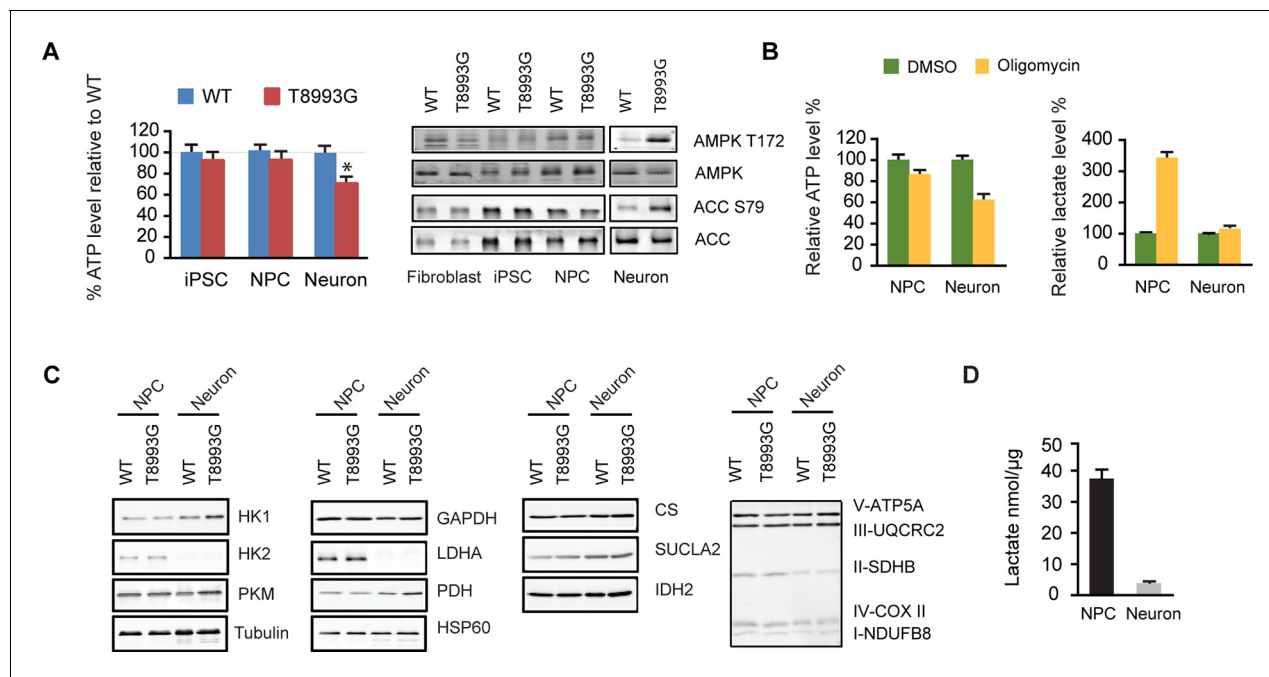 A
% ATP level relative to WT
WT
T8993G
120
100
80
60
40
20
0
*
iPSC
NPC
Neuron
WT
T8993G
WT
T8993G
WT
T8993G
WT
T8993G
AMPK T172
AMPK
ACC S79
ACC
Fibroblast
iPSC
NPC
Neuron
B
DMSO
Oligomycin
Relative ATP level %
120
100
80
60
40
20
0
NPC
Neuron
Relative lactate level %
400
300
200
100
0
NPC
Neuron
C
NPC
Neuron
WT
T8993G
WT
T8993G
HK1
HK2
PKM
Tubulin
NPC
Neuron
WT
T8993G
WT
T8993G
GAPDH
LDHA
PDH
HSP60
NPC
Neuron
WT
T8993G
WT
T8993G
CS
SUCLA2
IDH2
NPC
Neuron
WT
T8993G
WT
T8993G
V-ATP5A
III-UQCRC2
II-SDHB
IV-COX II
I-NDUFB8
D
Lactate nmol/μg
50
40
30
20
10
0
NPC
Neuron